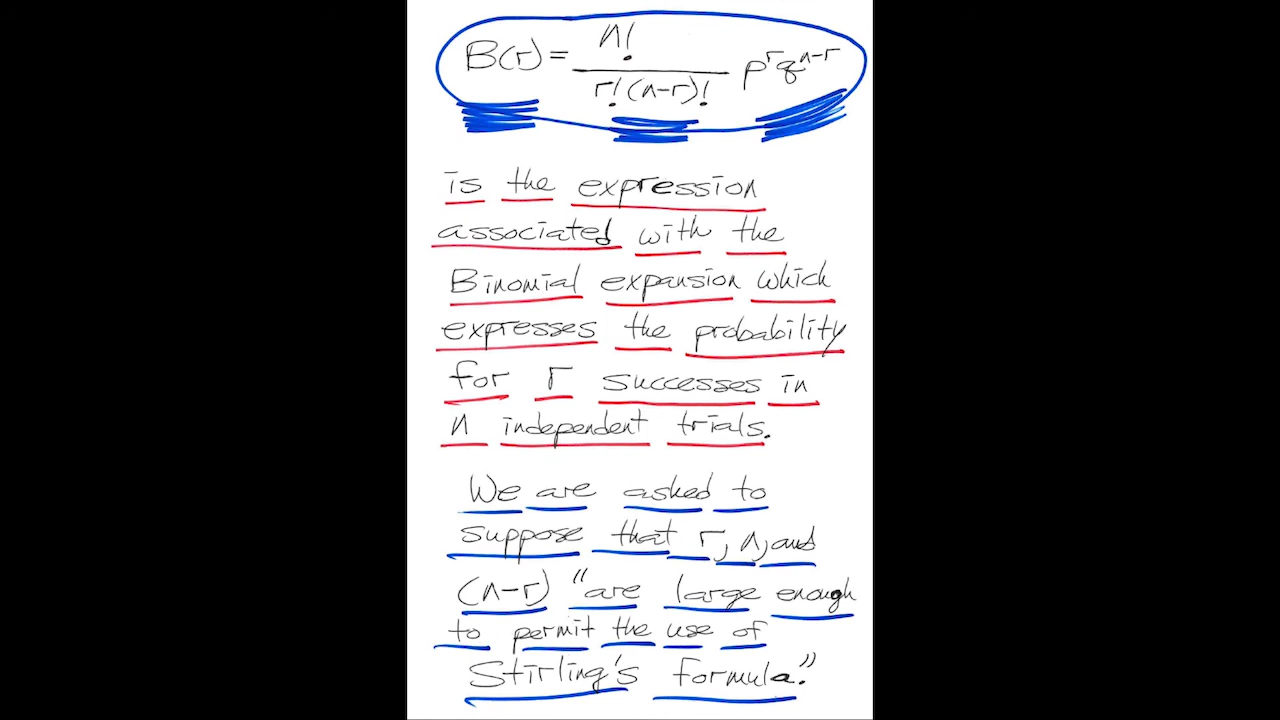 B(r) = n! / r!(n-r)! p^r q^(n-r)
is the expression
associated with the
Binomial expansion which
expresses the probability
for r successes in
n independent trials.
We are asked to
suppose that r, n, and
(n-r) "are large enough
to permit the use of
Stirling's formula."